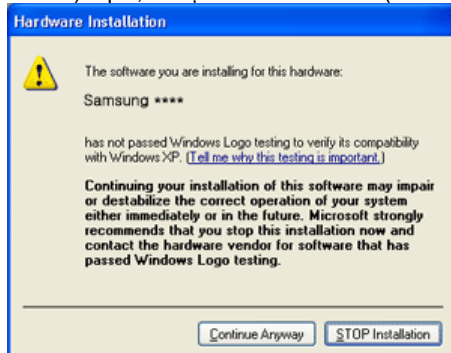 Hardware Installation
The software you are installing for this hardware:
Samsung ****
has not passed Windows Logo testing to verify its compatibility
with Windows XP. (Tell me why this testing is important.)
Continuing your installation of this software may impair
or destabilize the correct operation of your system
either immediately or in the future. Microsoft strongly
recommends that you stop this installation now and
contact the hardware vendor for software that has
passed Windows Logo testing.
Continue Anyway STOP Installation